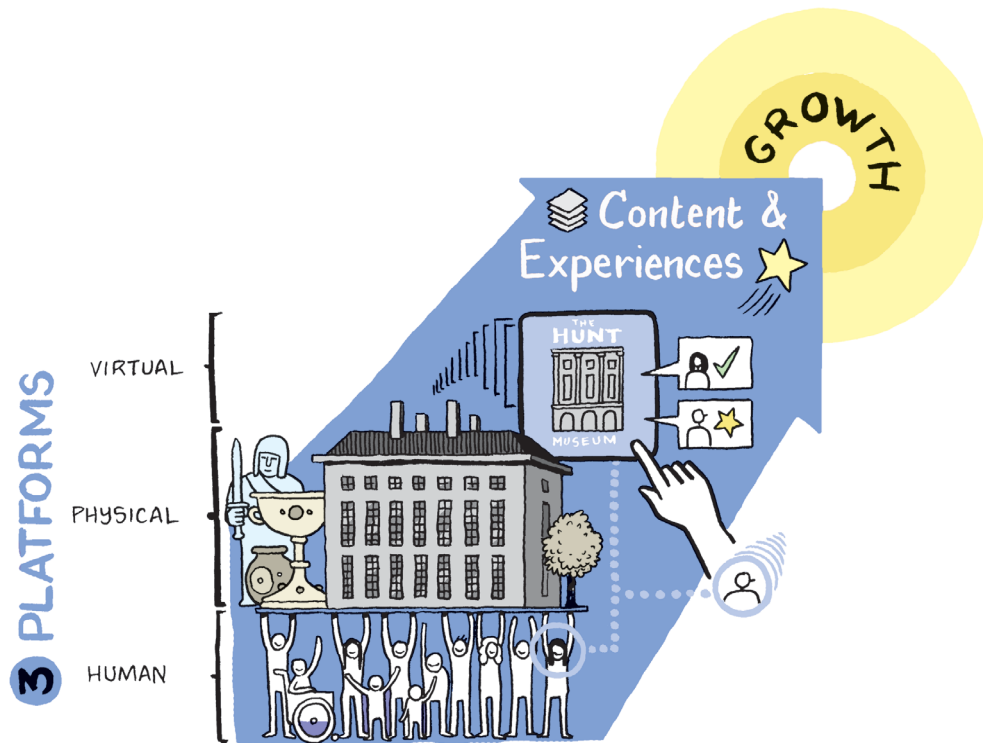 GROWTH
Content &
Experiences
THE
HUNT
MUSEUM
VIRTUAL
PHYSICAL
HUMAN
3 PLATFORMS